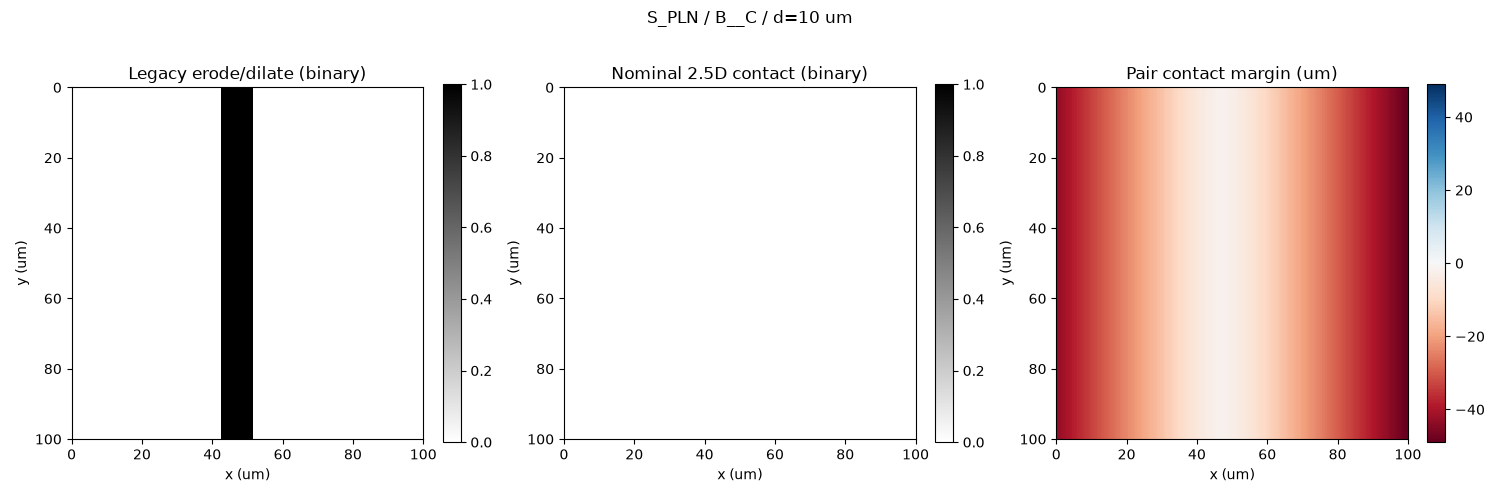 S_PLN / B__C / d=10 um
Legacy erode/dilate (binary)
0
20
40
60
80
100
y (um)
0 20 40 60 80 100
x (um)
1.0
0.8
0.6
0.4
0.2
0.0
Nominal 2.5D contact (binary)
0
20
40
60
80
100
y (um)
0 20 40 60 80 100
x (um)
1.0
0.8
0.6
0.4
0.2
0.0
Pair contact margin (um)
0
20
40
60
80
100
y (um)
0 20 40 60 80 100
x (um)
40
20
0
−20
−40